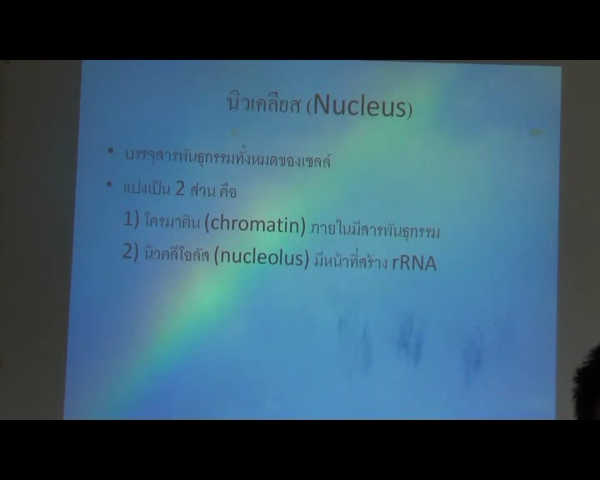 นิวเคลียส (Nucleus)
• บรรจุสารพันธุกรรมทั้งหมดของเซลล์
• แบ่งเป็น 2 ส่วน คือ
1) โครมาติน (chromatin) ภายในมีสารพันธุกรรม
2) นิวคลีโอลัส (nucleolus) มีหน้าที่สร้าง rRNA